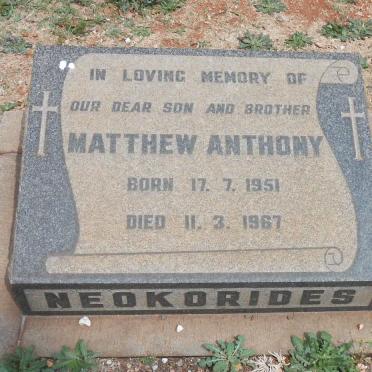 IN LOVING MEMORY OF
OUR DEAR SON AND BROTHER
MATTHEW ANTHONY
BORN 17. 7. 1951
DIED 11. 3. 1967
NEOKORIDES